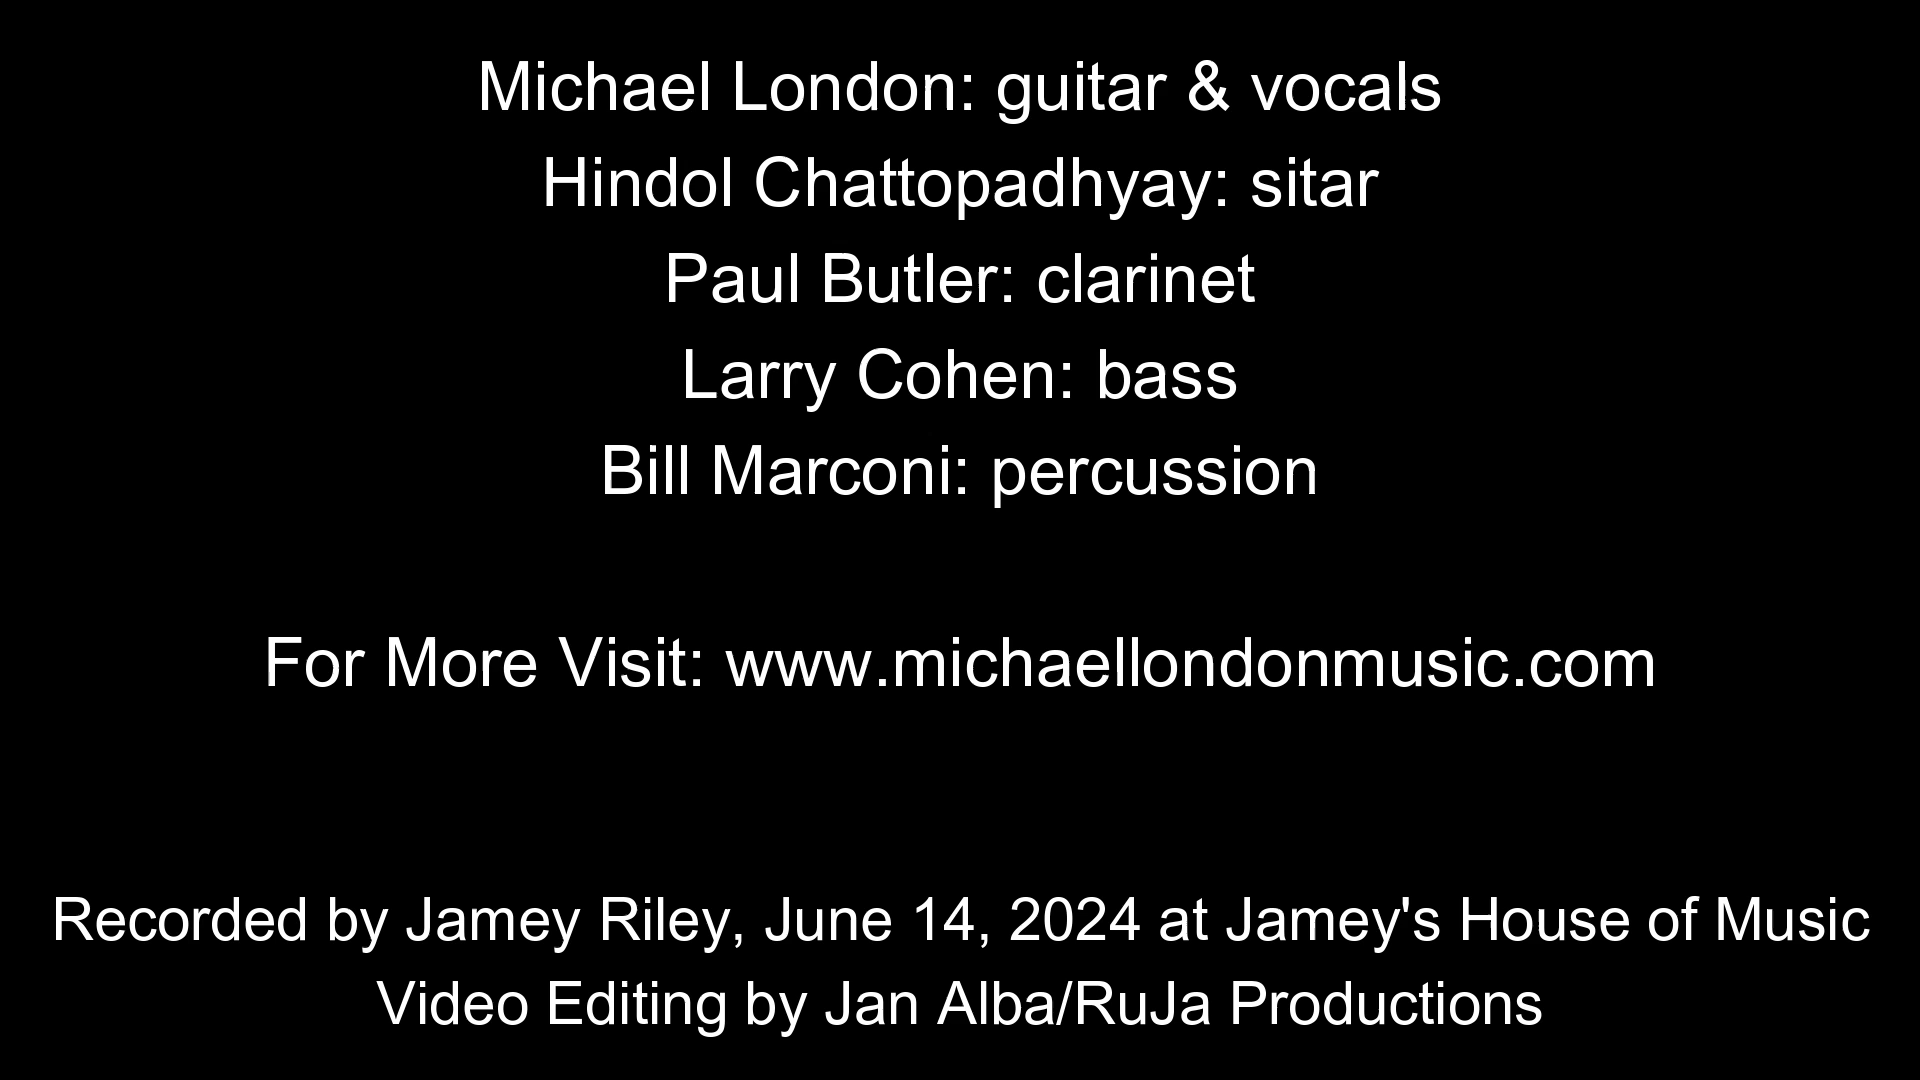 Michael London: guitar & vocals
Hindol Chattopadhyay: sitar
Paul Butler: clarinet
Larry Cohen: bass
Bill Marconi: percussion
For More Visit: www.michaellondonmusic.com
Recorded by Jamey Riley, June 14, 2024 at Jamey's House of Music
Video Editing by Jan Alba/RuJa Productions